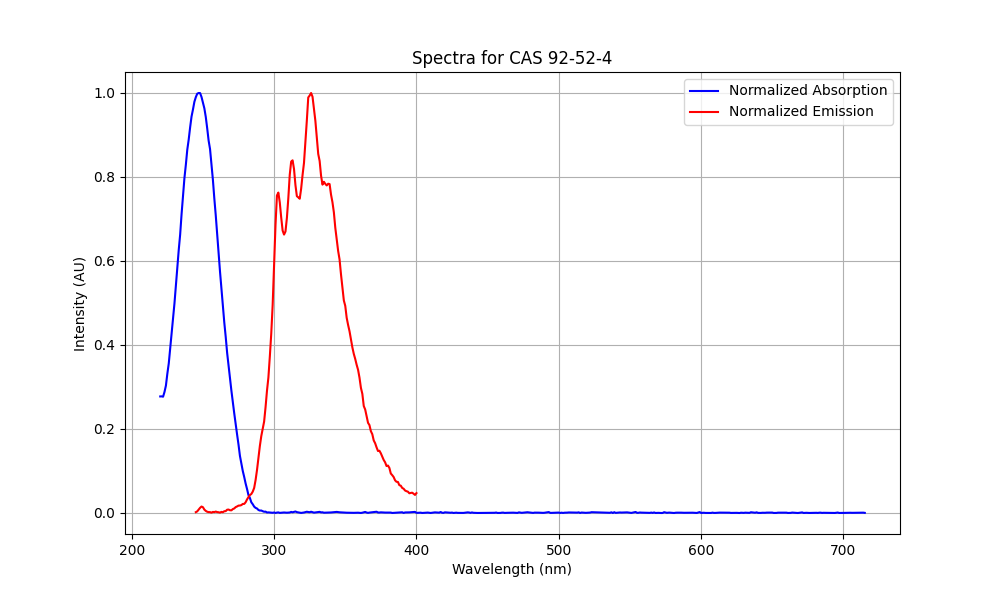 Spectra for CAS 92-52-4
Normalized Absorption
Normalized Emission
Intensity (AU)
1.0
0.8
0.6
0.4
0.2
0.0
200 300 400 500 600 700
Wavelength (nm)